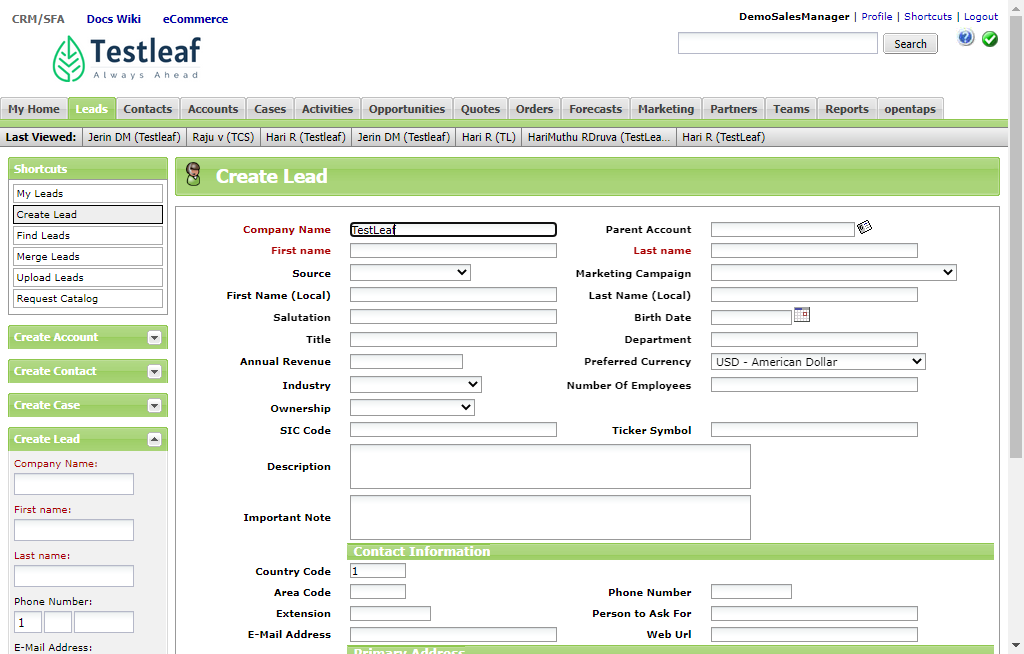 CRM/SFA Docs Wiki eCommerce
DemoSalesManager | Profile | Shortcuts | Logout
Testleaf
Always Ahead
Search
My Home Leads Contacts Accounts Cases Activities Opportunities Quotes Orders Forecasts Marketing Partners Teams Reports opentaps
Last Viewed: Jerin DM (Testleaf) Raju v (TCS) Hari R (Testleaf) Jerin DM (Testleaf) Hari R (TL) HariMuthu RDruva (TestLea... Hari R (TestLeaf)
Shortcuts
My Leads
Create Lead
Find Leads
Merge Leads
Upload Leads
Request Catalog
Create Account
Create Contact
Create Case
Create Lead
Company Name:
First name:
Last name:
Phone Number:
1
E-Mail Address:
Create Lead
Company Name TestLeaf Parent Account
First name Last name
Source Marketing Campaign
First Name (Local) Last Name (Local)
Salutation Birth Date
Title Department
Annual Revenue Preferred Currency USD - American Dollar
Industry Number Of Employees
Ownership
SIC Code Ticker Symbol
Description
Important Note
Contact Information
Country Code 1
Area Code Phone Number
Extension Person to Ask For
E-Mail Address Web Url
Primary Address